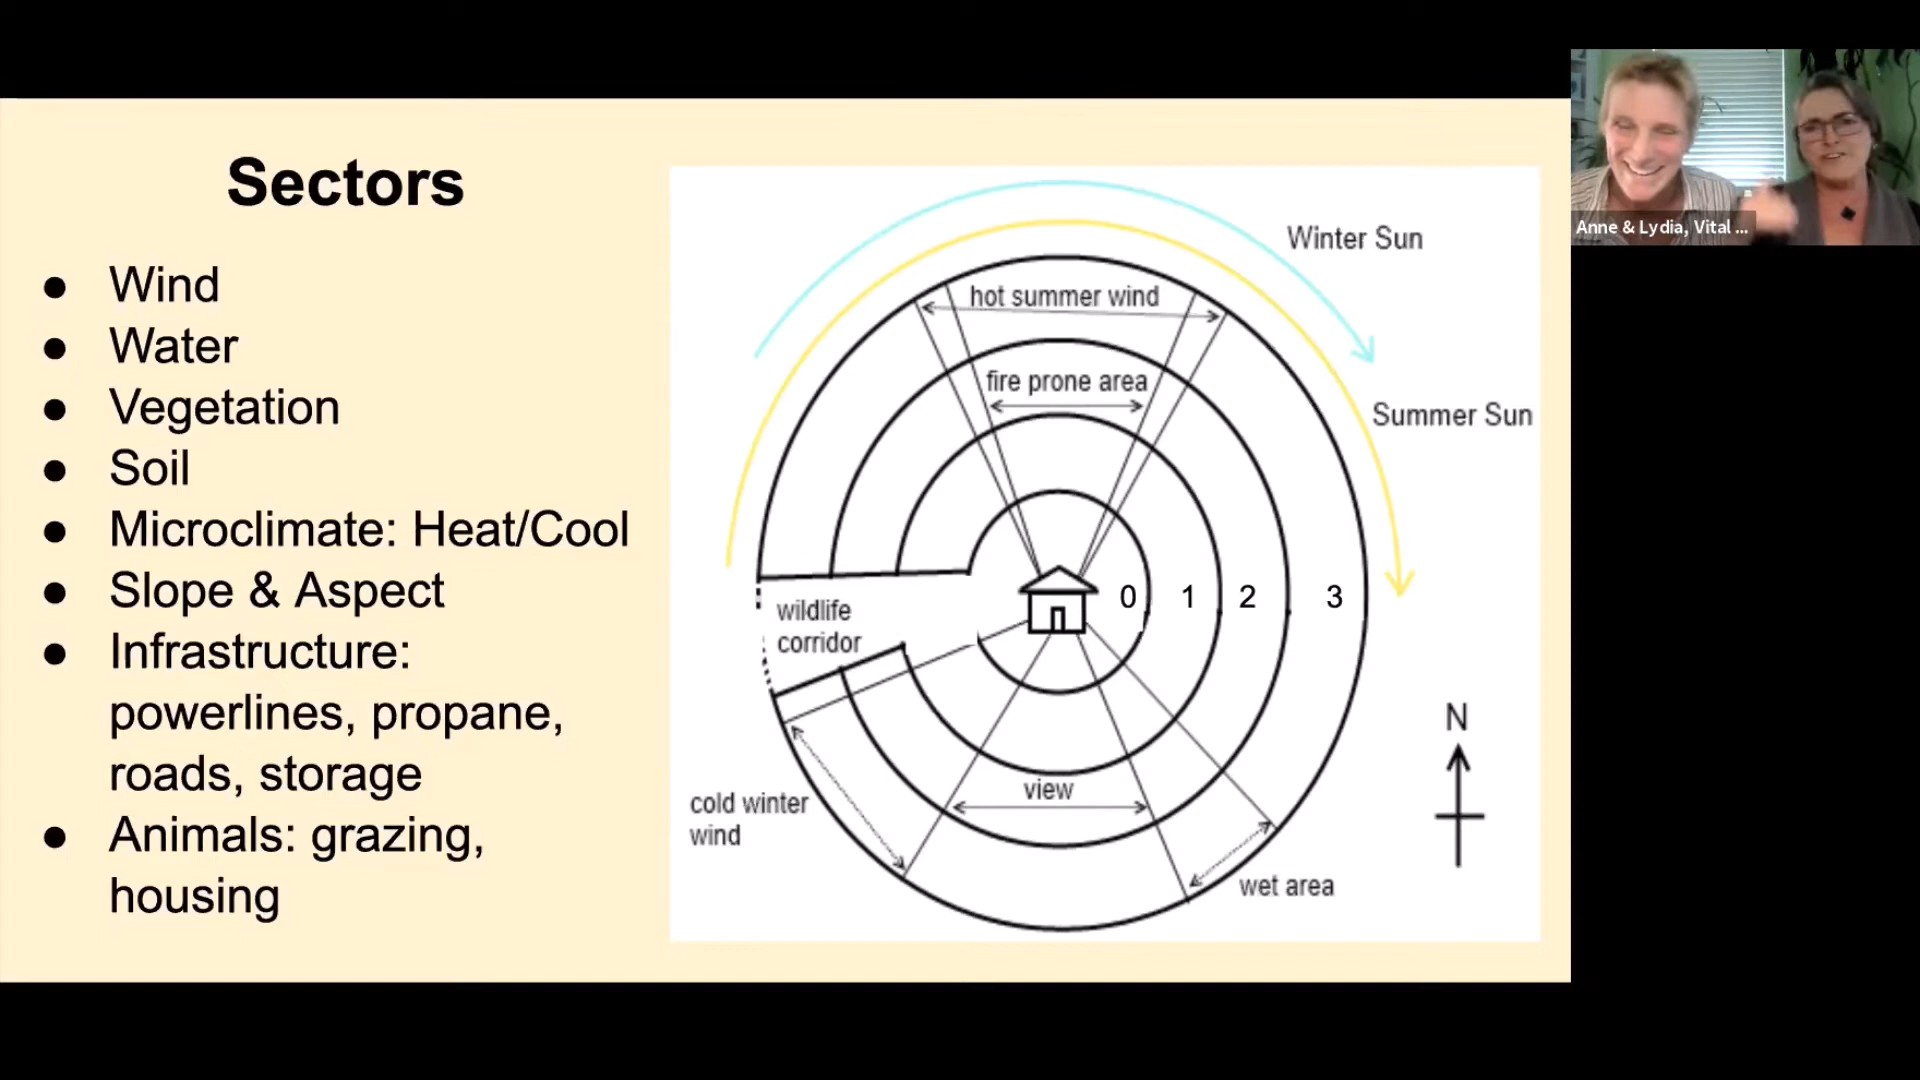 Sectors
● Wind
● Water
● Vegetation
● Soil
● Microclimate: Heat/Cool
● Slope & Aspect
● Infrastructure:
powerlines, propane,
roads, storage
● Animals: grazing,
housing
Winter Sun
hot summer wind
fire prone area
Summer Sun
0 1 2 3
wildlife
corridor
N
view
cold winter
wind
wet area
Anne & Lydia, Vital ...